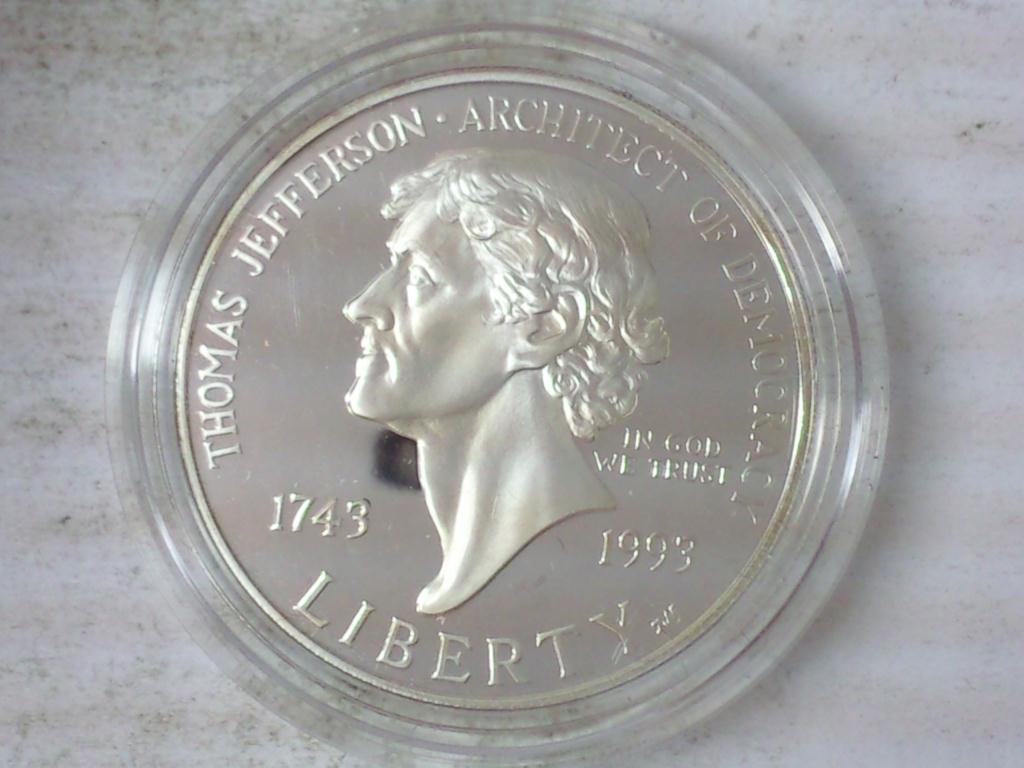 THOMAS JEFFERSON · ARCHITECT OF DEMOCRACY
IN GOD
WE TRUST
1743
1993
LIBERTY